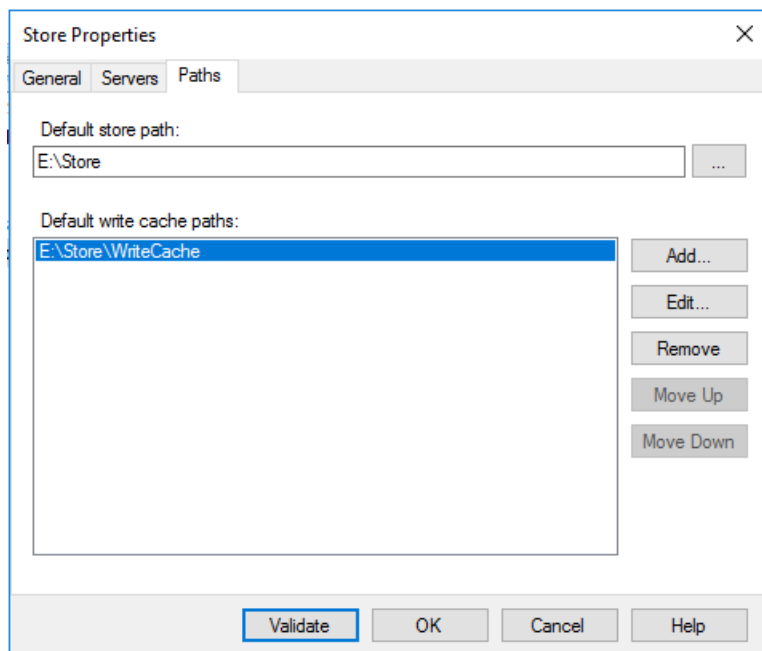 Store Properties
General Servers Paths
Default store path:
E:\Store
...
Default write cache paths:
E:\Store\WriteCache
Add...
Edit...
Remove
Move Up
Move Down
Validate OK Cancel Help